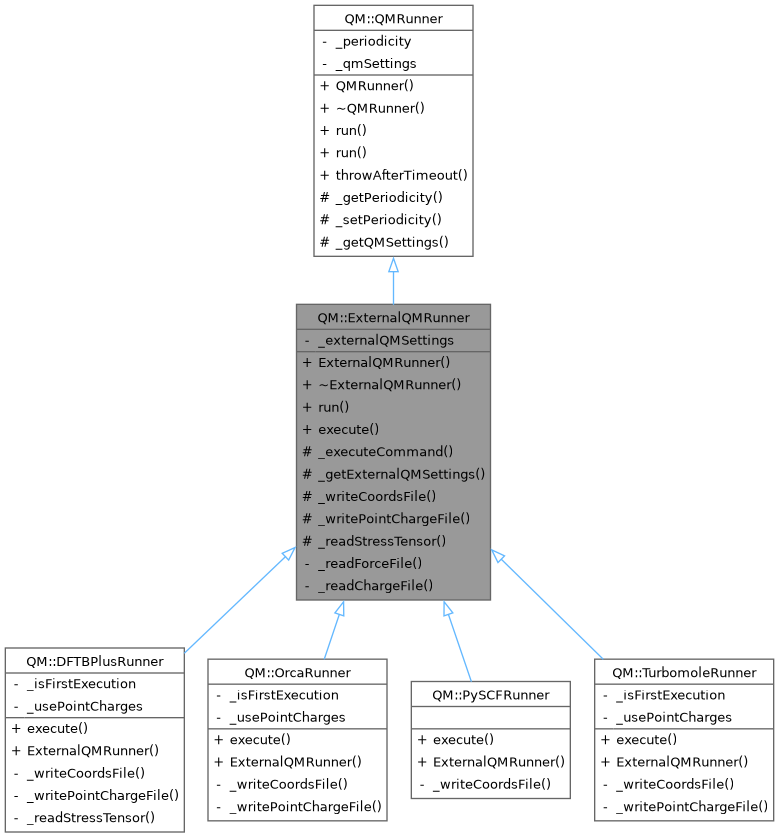 QM::QMRunner
- _periodicity
- _qmSettings
+ QMRunner()
+ ~QMRunner()
+ run()
+ run()
+ throwAfterTimeout()
# _getPeriodicity()
# _setPeriodicity()
# _getQMSettings()
QM::ExternalQMRunner
- _externalQMSettings
+ ExternalQMRunner()
+ ~ExternalQMRunner()
+ run()
+ execute()
# _executeCommand()
# _getExternalQMSettings()
# _writeCoordsFile()
# _writePointChargeFile()
# _readStressTensor()
- _readForceFile()
- _readChargeFile()
QM::DFTBPlusRunner
- _isFirstExecution
- _usePointCharges
+ execute()
+ ExternalQMRunner()
- _writeCoordsFile()
- _writePointChargeFile()
- _readStressTensor()
QM::OrcaRunner
- _isFirstExecution
- _usePointCharges
+ execute()
+ ExternalQMRunner()
- _writeCoordsFile()
- _writePointChargeFile()
QM::PySCFRunner
+ execute()
+ ExternalQMRunner()
- _writeCoordsFile()
QM::TurbomoleRunner
- _isFirstExecution
- _usePointCharges
+ execute()
+ ExternalQMRunner()
- _writeCoordsFile()
- _writePointChargeFile()